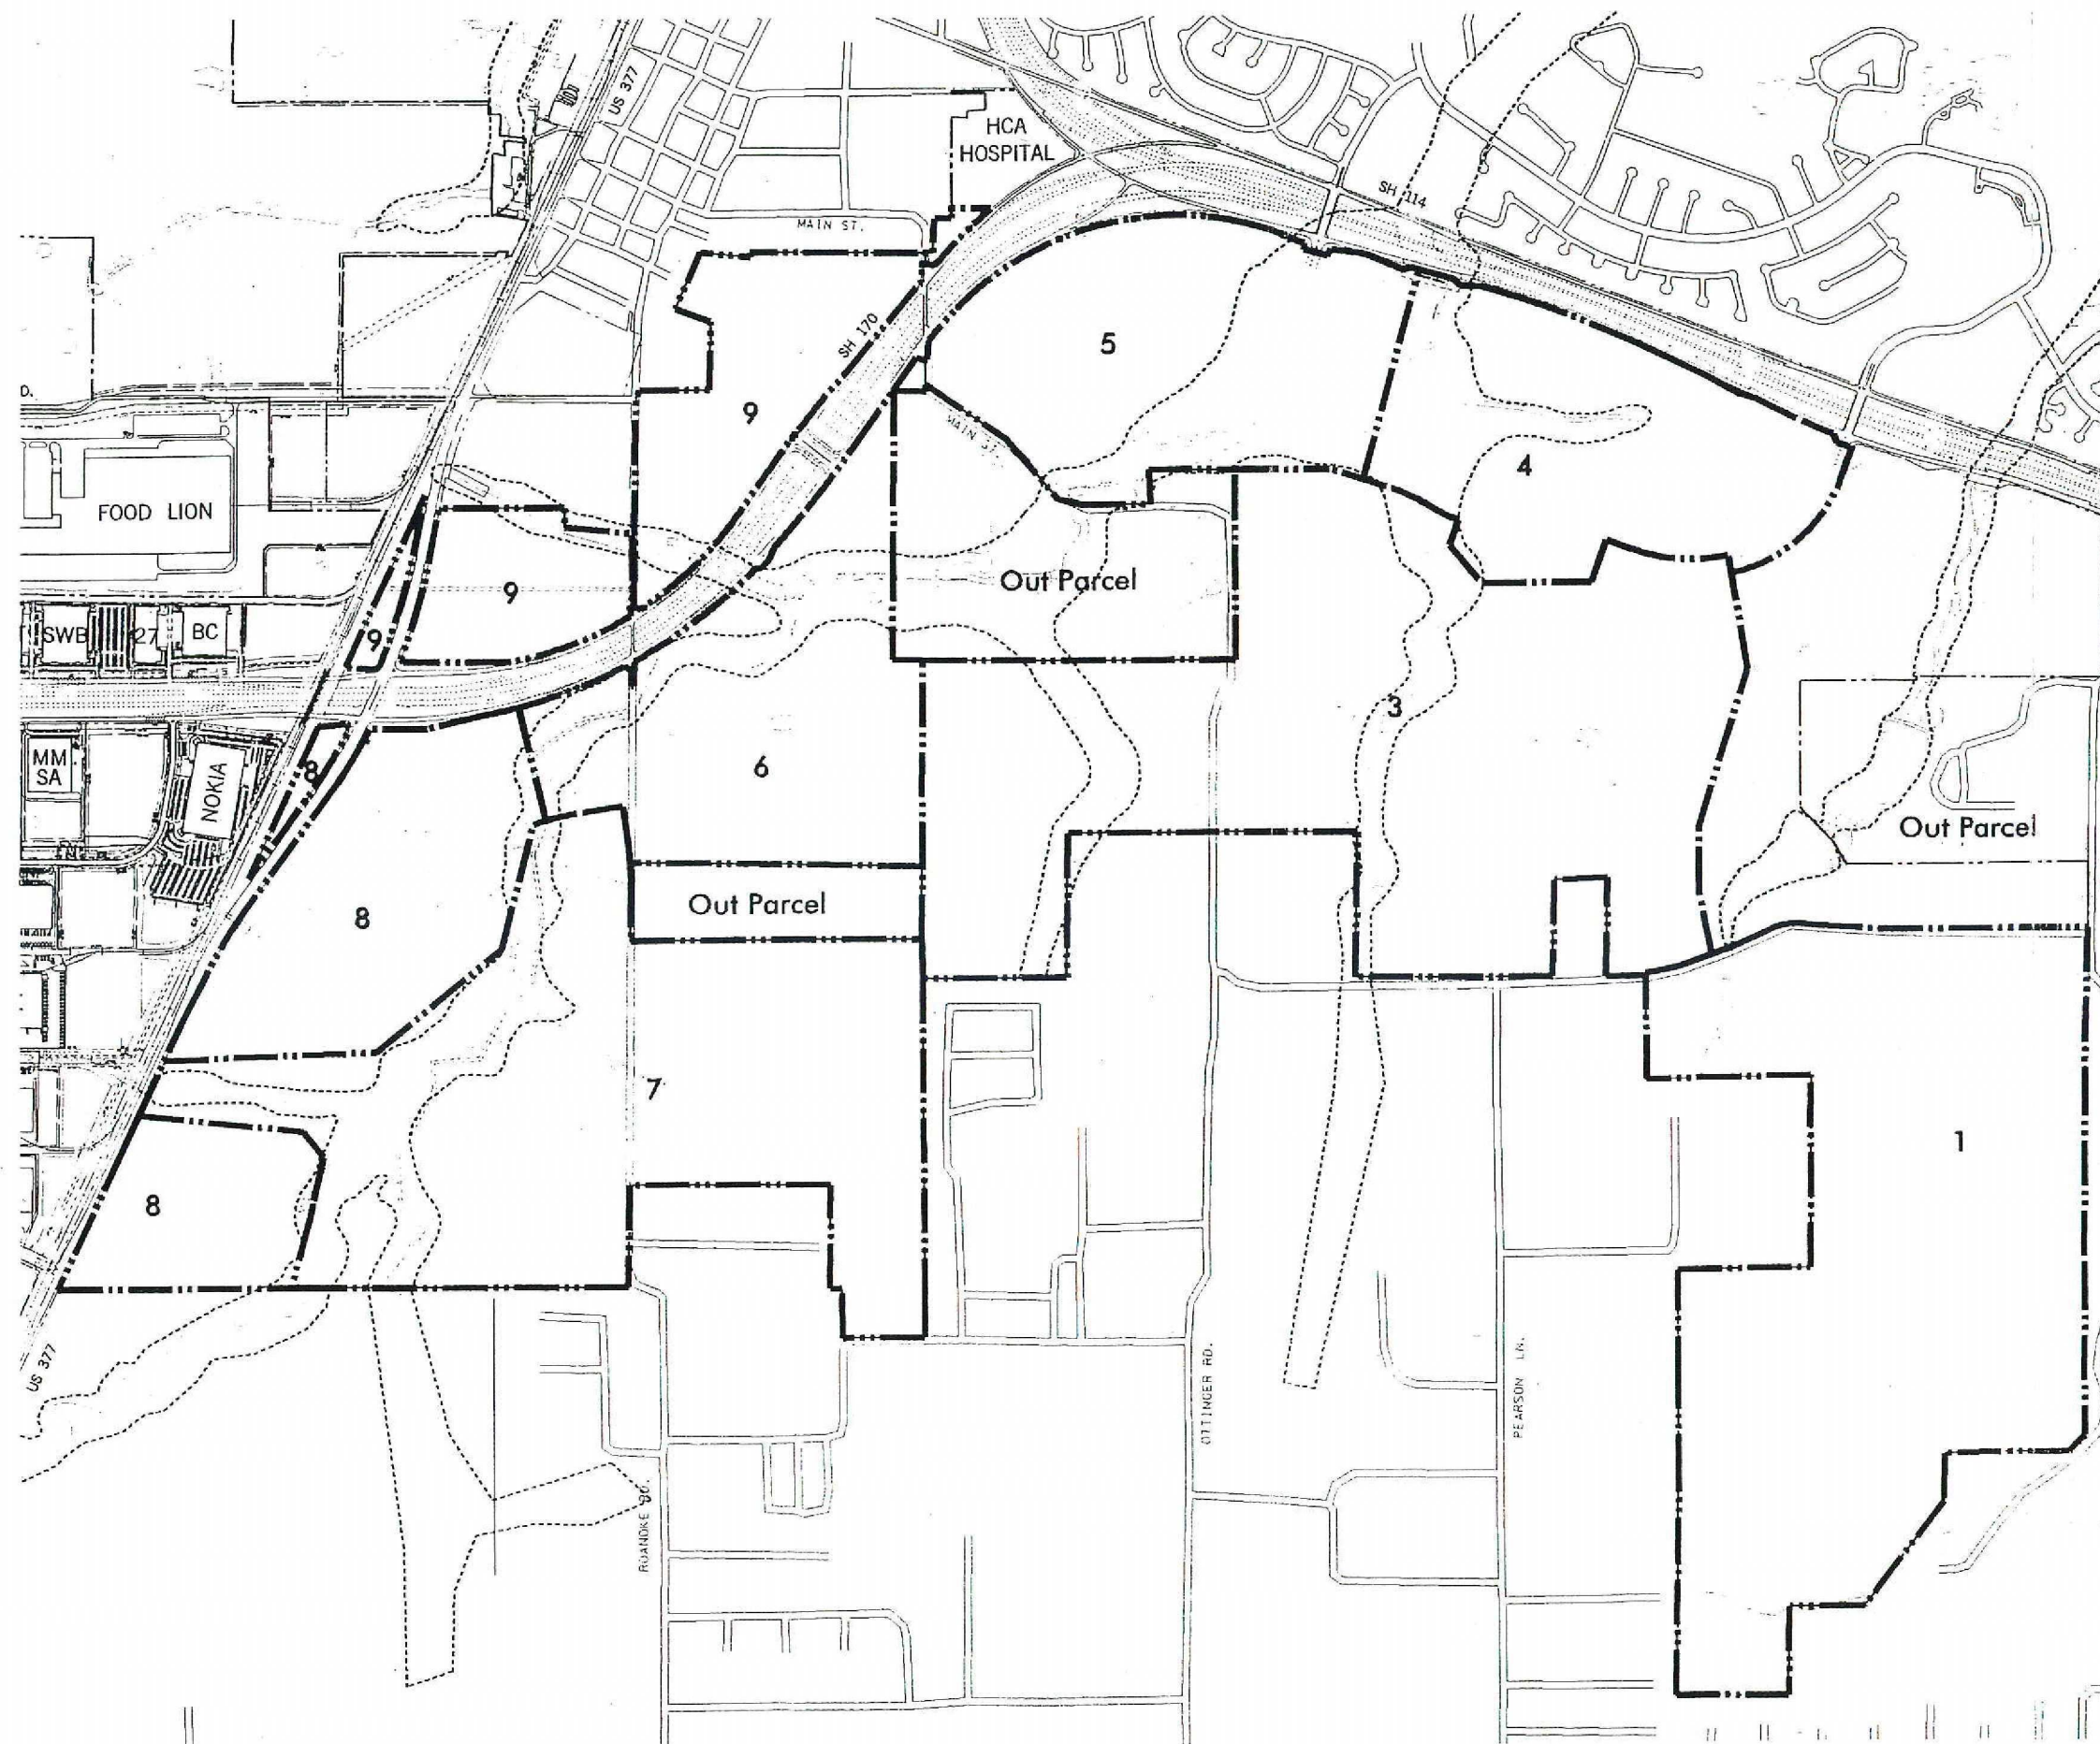 US 377
HCA
HOSPITAL
SH 114
MAIN ST.
SH 170
5
D.
9
MAIN ST.
4
FOOD LION
Out Parcel
9
SWB
27
BC
9
3
MM
SA
NOKIA
8
6
Out Parcel
Out Parcel
8
7
1
8
US 377
OTTINGER RD.
PEARSON LN.
ROANOKE RD.